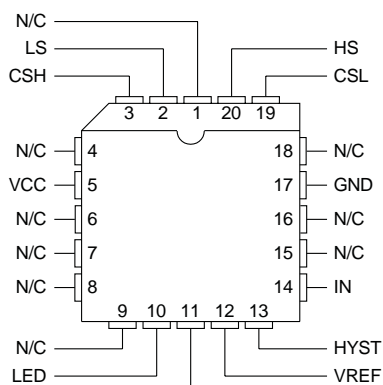 N/C
LS HS
CSH CSL
3 2 1 20 19
N/C 4 18 N/C
VCC 5 17 GND
N/C 6 16 N/C
N/C 7 15 N/C
N/C 8 14 IN
9 10 11 12 13
N/C HYST
LED VREF